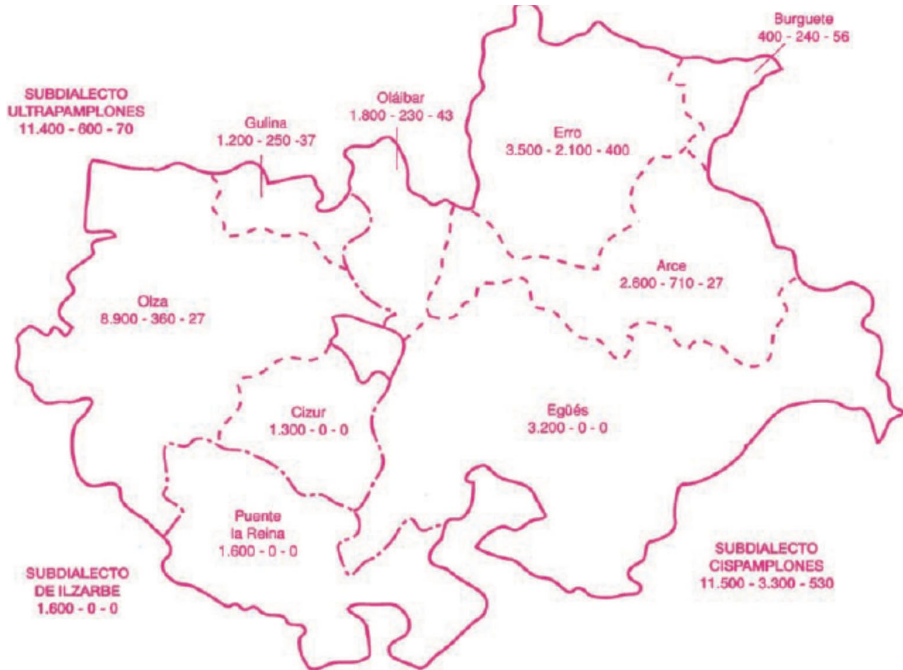 Burguete
400 - 240 - 56
SUBDIALECTO
ULTRAPAMPLONES
11.400 - 600 - 70
Gulina
1.200 - 250 -37
Oláibar
1.800 - 230 - 43
Erro
3.500 - 2.100 - 400
Arce
2.600 - 710 - 27
Olza
8.900 - 360 - 27
Cizur
1.300 - 0 - 0
Egüés
3.200 - 0 - 0
Puente
la Reina
1.600 - 0 - 0
SUBDIALECTO
DE ILZARBE
1.600 - 0 - 0
SUBDIALECTO
CISPAMPLONES
11.500 - 3.300 - 530